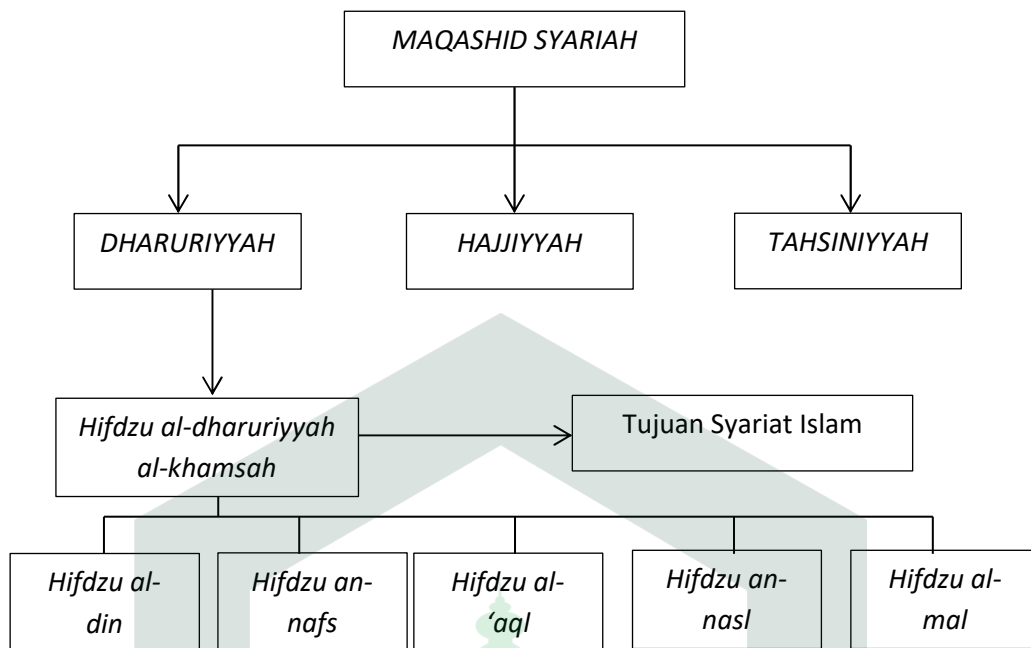 MAQASHID SYARIAH
DHARURIYYAH
HAJJIYYAH
TAHSINIYYAH
Hifdzu al-dharuriyyah
al-khamsah
Tujuan Syariat Islam
Hifdzu al-
din
Hifdzu an-
nafs
Hifdzu al-
‘aql
Hifdzu an-
nasl
Hifdzu al-
mal